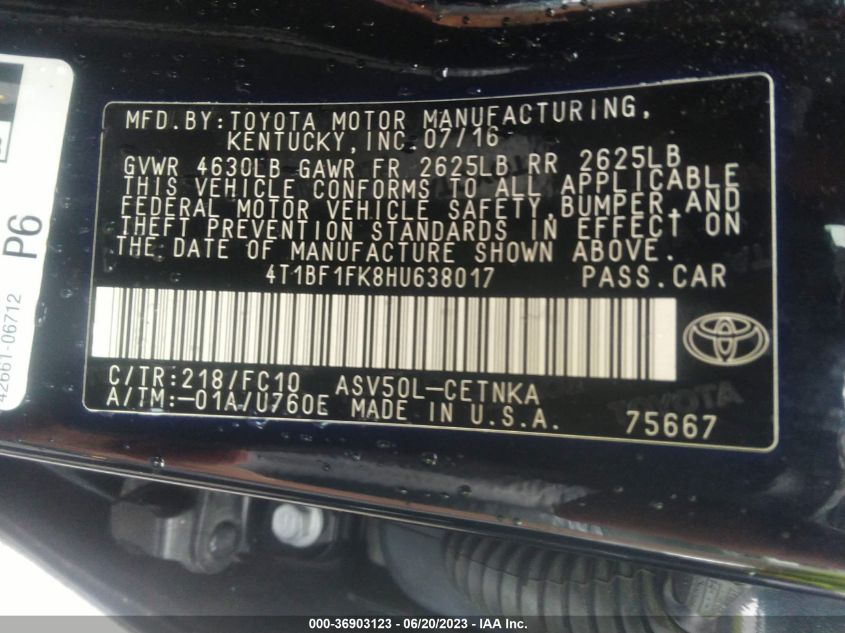 MFD.BY:TOYOTA MOTOR MANUFACTURING,
KENTUCKY,INC.07/16
GVWR 4630LB GAWR FR 2625LB RR 2625LB
THIS VEHICLE CONFORMS TO ALL APPLICABLE
FEDERAL MOTOR VEHICLE SAFETY,BUMPER,AND
THEFT PREVENTION STANDARDS IN EFFECT ON
THE DATE OF MANUFACTURE SHOWN ABOVE.
4T1BF1FK8HU638017 PASS.CAR
C/TR:218/FC10 ASV50L-CETNKA
A/TM:-01A/U760E MADE IN U.S.A. 75667
TOYOTA
P6
42661-06712
000-36903123 - 06/20/2023 - IAA